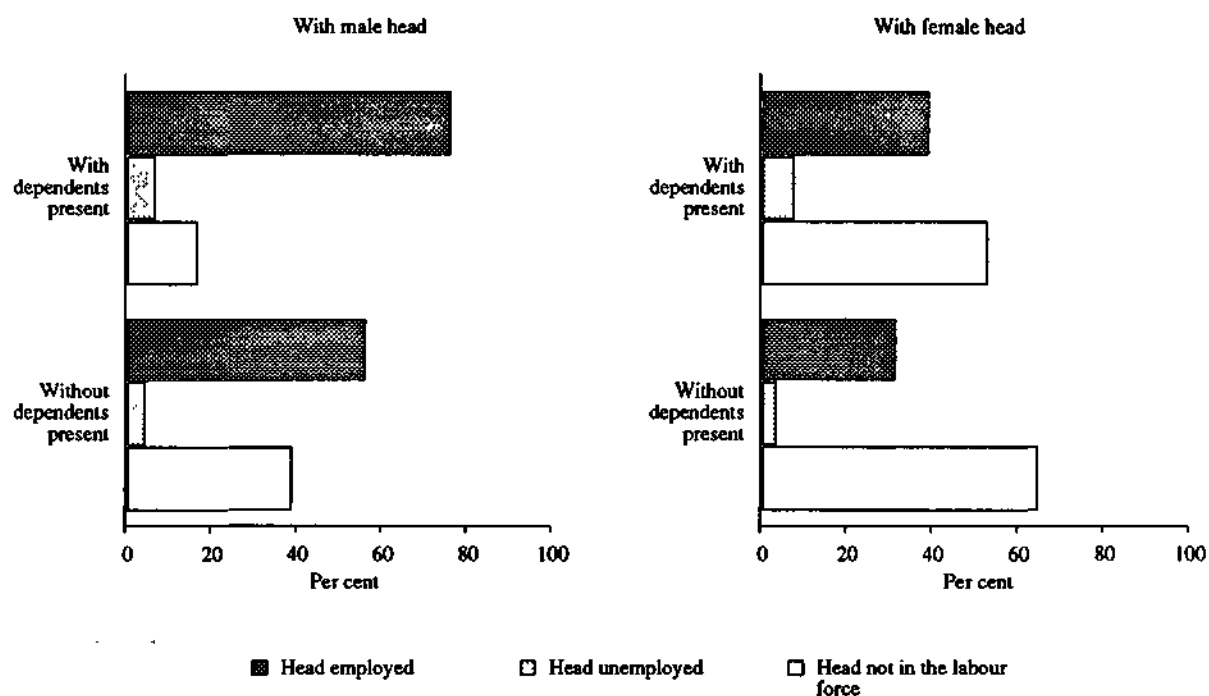 With male head
With dependents present
Without dependents present
0 20 40 60 80 100
Per cent
With female head
With dependents present
Without dependents present
0 20 40 60 80 100
Per cent
Head employed
Head unemployed
Head not in the labour
force